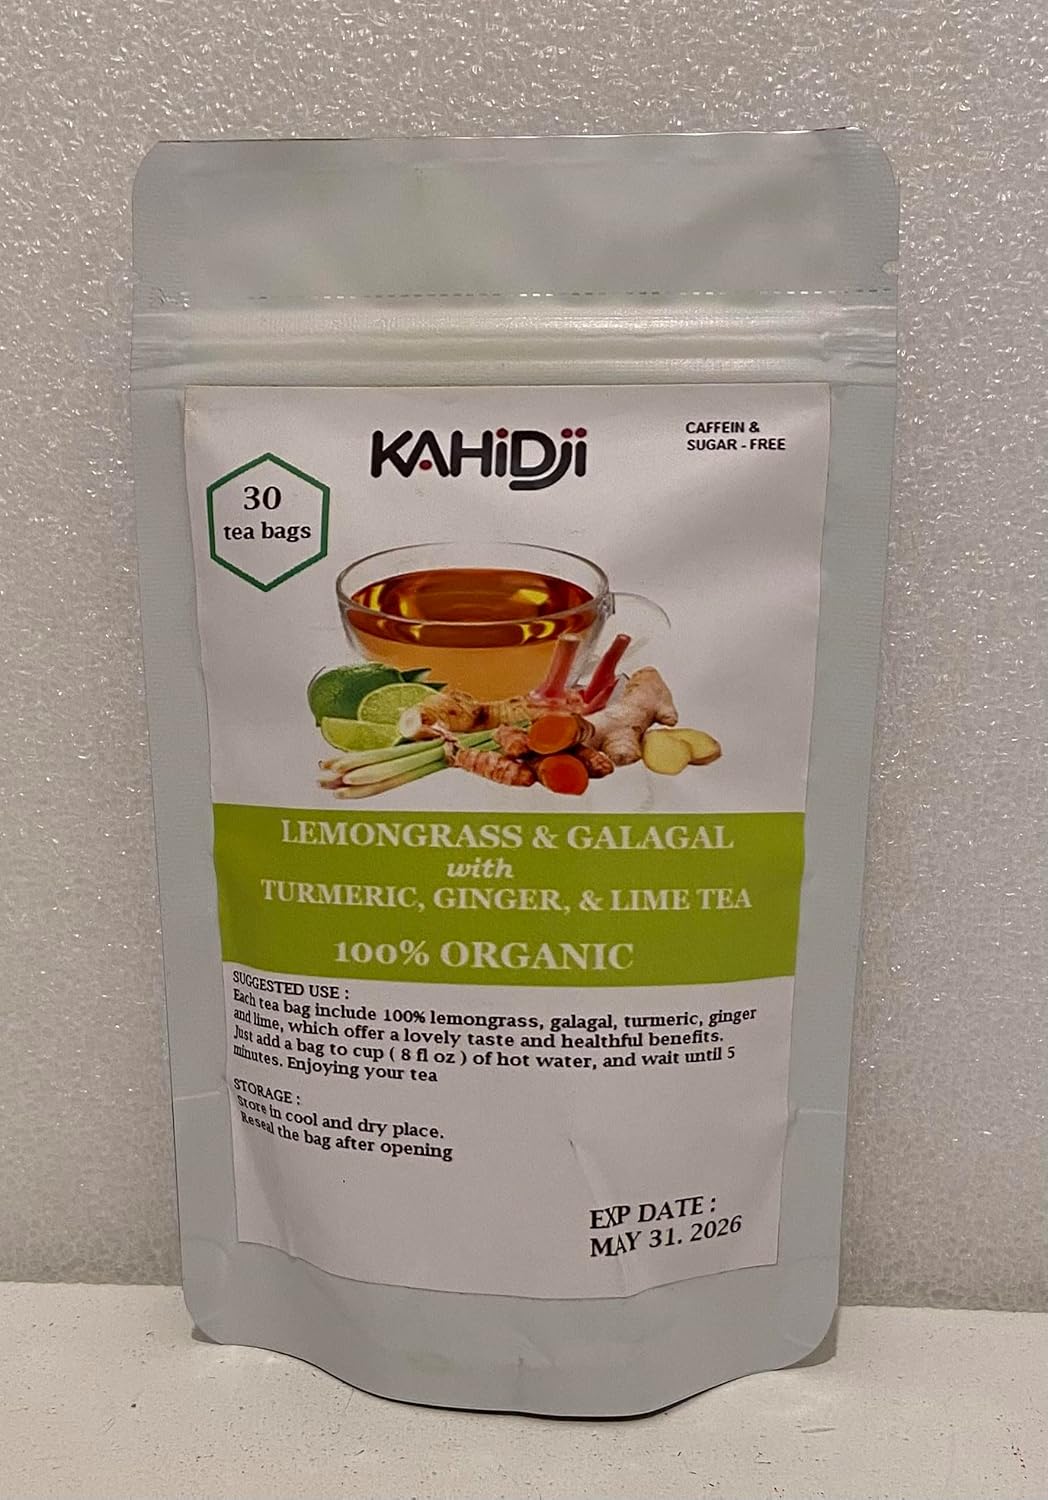 KAHiDji
CAFFEIN &
SUGAR - FREE
30
tea bags
LEMONGRASS & GALAGAL
with
TURMERIC, GINGER, & LIME TEA
100% ORGANIC
SUGGESTED USE :
Each tea bag include 100% lemongrass, galagal, turmeric, ginger
and lime, which offer a lovely taste and healthful benefits.
Just add a bag to cup ( 8 fl oz ) of hot water, and wait until 5
minutes. Enjoying your tea
STORAGE :
Store in cool and dry place.
Reseal the bag after opening
EXP DATE :
MAY 31. 2026